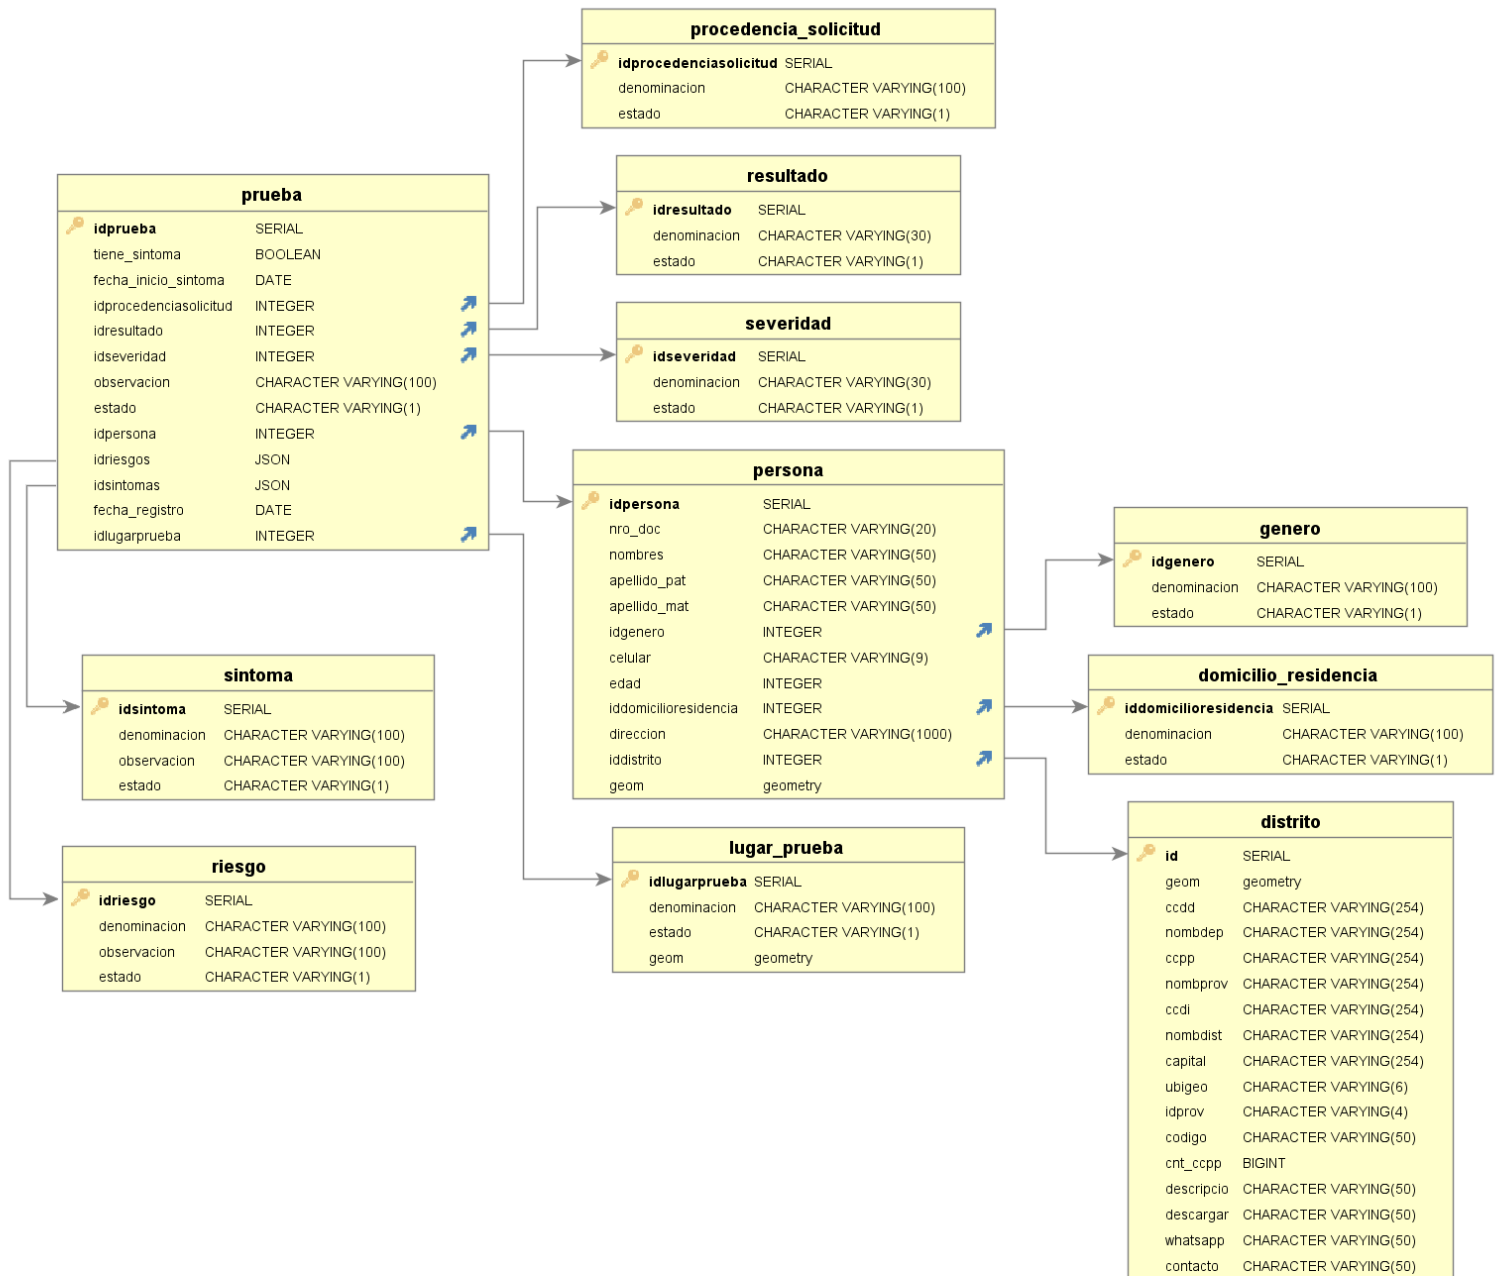 procedencia_solicitud
idprocedenciasolicitud SERIAL
denominacion CHARACTER VARYING(100)
estado CHARACTER VARYING(1)
resultado
idresultado SERIAL
denominacion CHARACTER VARYING(30)
estado CHARACTER VARYING(1)
prueba
idprueba SERIAL
tiene_sintoma BOOLEAN
fecha_inicio_sintoma DATE
idprocedenciasolicitud INTEGER
idresultado INTEGER
idseveridad INTEGER
observacion CHARACTER VARYING(100)
estado CHARACTER VARYING(1)
idpersona INTEGER
idriesgos JSON
idsintomas JSON
fecha_registro DATE
idlugarprueba INTEGER
severidad
idseveridad SERIAL
denominacion CHARACTER VARYING(30)
estado CHARACTER VARYING(1)
persona
idpersona SERIAL
nro_doc CHARACTER VARYING(20)
nombres CHARACTER VARYING(50)
apellido_pat CHARACTER VARYING(50)
apellido_mat CHARACTER VARYING(50)
idgenero INTEGER
celular CHARACTER VARYING(9)
edad INTEGER
iddomicilioresidencia INTEGER
direccion CHARACTER VARYING(1000)
iddistrito INTEGER
geom geometry
genero
idgenero SERIAL
denominacion CHARACTER VARYING(100)
estado CHARACTER VARYING(1)
sintoma
idsintoma SERIAL
denominacion CHARACTER VARYING(100)
observacion CHARACTER VARYING(100)
estado CHARACTER VARYING(1)
domicilio_residencia
iddomicilioresidencia SERIAL
denominacion CHARACTER VARYING(100)
estado CHARACTER VARYING(1)
riesgo
idriesgo SERIAL
denominacion CHARACTER VARYING(100)
observacion CHARACTER VARYING(100)
estado CHARACTER VARYING(1)
lugar_prueba
idlugarprueba SERIAL
denominacion CHARACTER VARYING(100)
estado CHARACTER VARYING(1)
geom geometry
distrito
id SERIAL
geom geometry
ccdd CHARACTER VARYING(254)
nombdep CHARACTER VARYING(254)
ccpp CHARACTER VARYING(254)
nombprov CHARACTER VARYING(254)
ccdi CHARACTER VARYING(254)
nombdist CHARACTER VARYING(254)
capital CHARACTER VARYING(254)
ubigeo CHARACTER VARYING(6)
idprov CHARACTER VARYING(4)
codigo CHARACTER VARYING(50)
cnt_ccpp BIGINT
descripcio CHARACTER VARYING(50)
descargar CHARACTER VARYING(50)
whatsapp CHARACTER VARYING(50)
contacto CHARACTER VARYING(50)